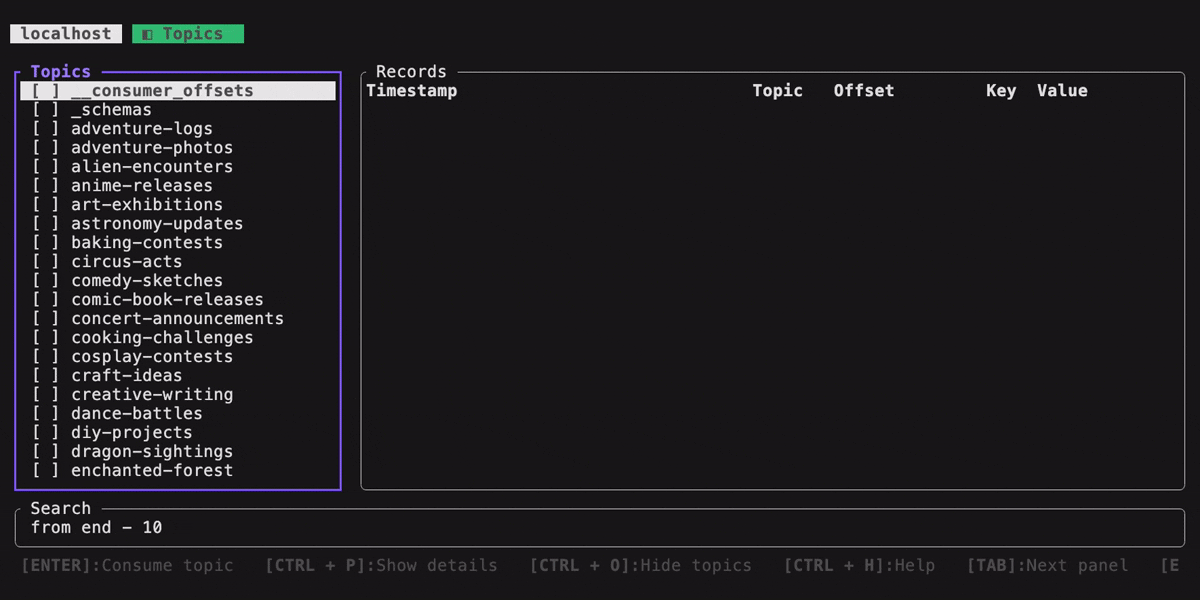 localhost Topics
Topics
[ ] __consumer_offsets
[ ] _schemas
[ ] adventure-logs
[ ] adventure-photos
[ ] alien-encounters
[ ] anime-releases
[ ] art-exhibitions
[ ] astronomy-updates
[ ] baking-contests
[ ] circus-acts
[ ] comedy-sketches
[ ] comic-book-releases
[ ] concert-announcements
[ ] cooking-challenges
[ ] cosplay-contests
[ ] craft-ideas
[ ] creative-writing
[ ] dance-battles
[ ] diy-projects
[ ] dragon-sightings
[ ] enchanted-forest
Records
Timestamp Topic Offset Key Value
Search
from end - 10
[ENTER]:Consume topic [CTRL + P]:Show details [CTRL + O]:Hide topics [CTRL + H]:Help [TAB]:Next panel [E